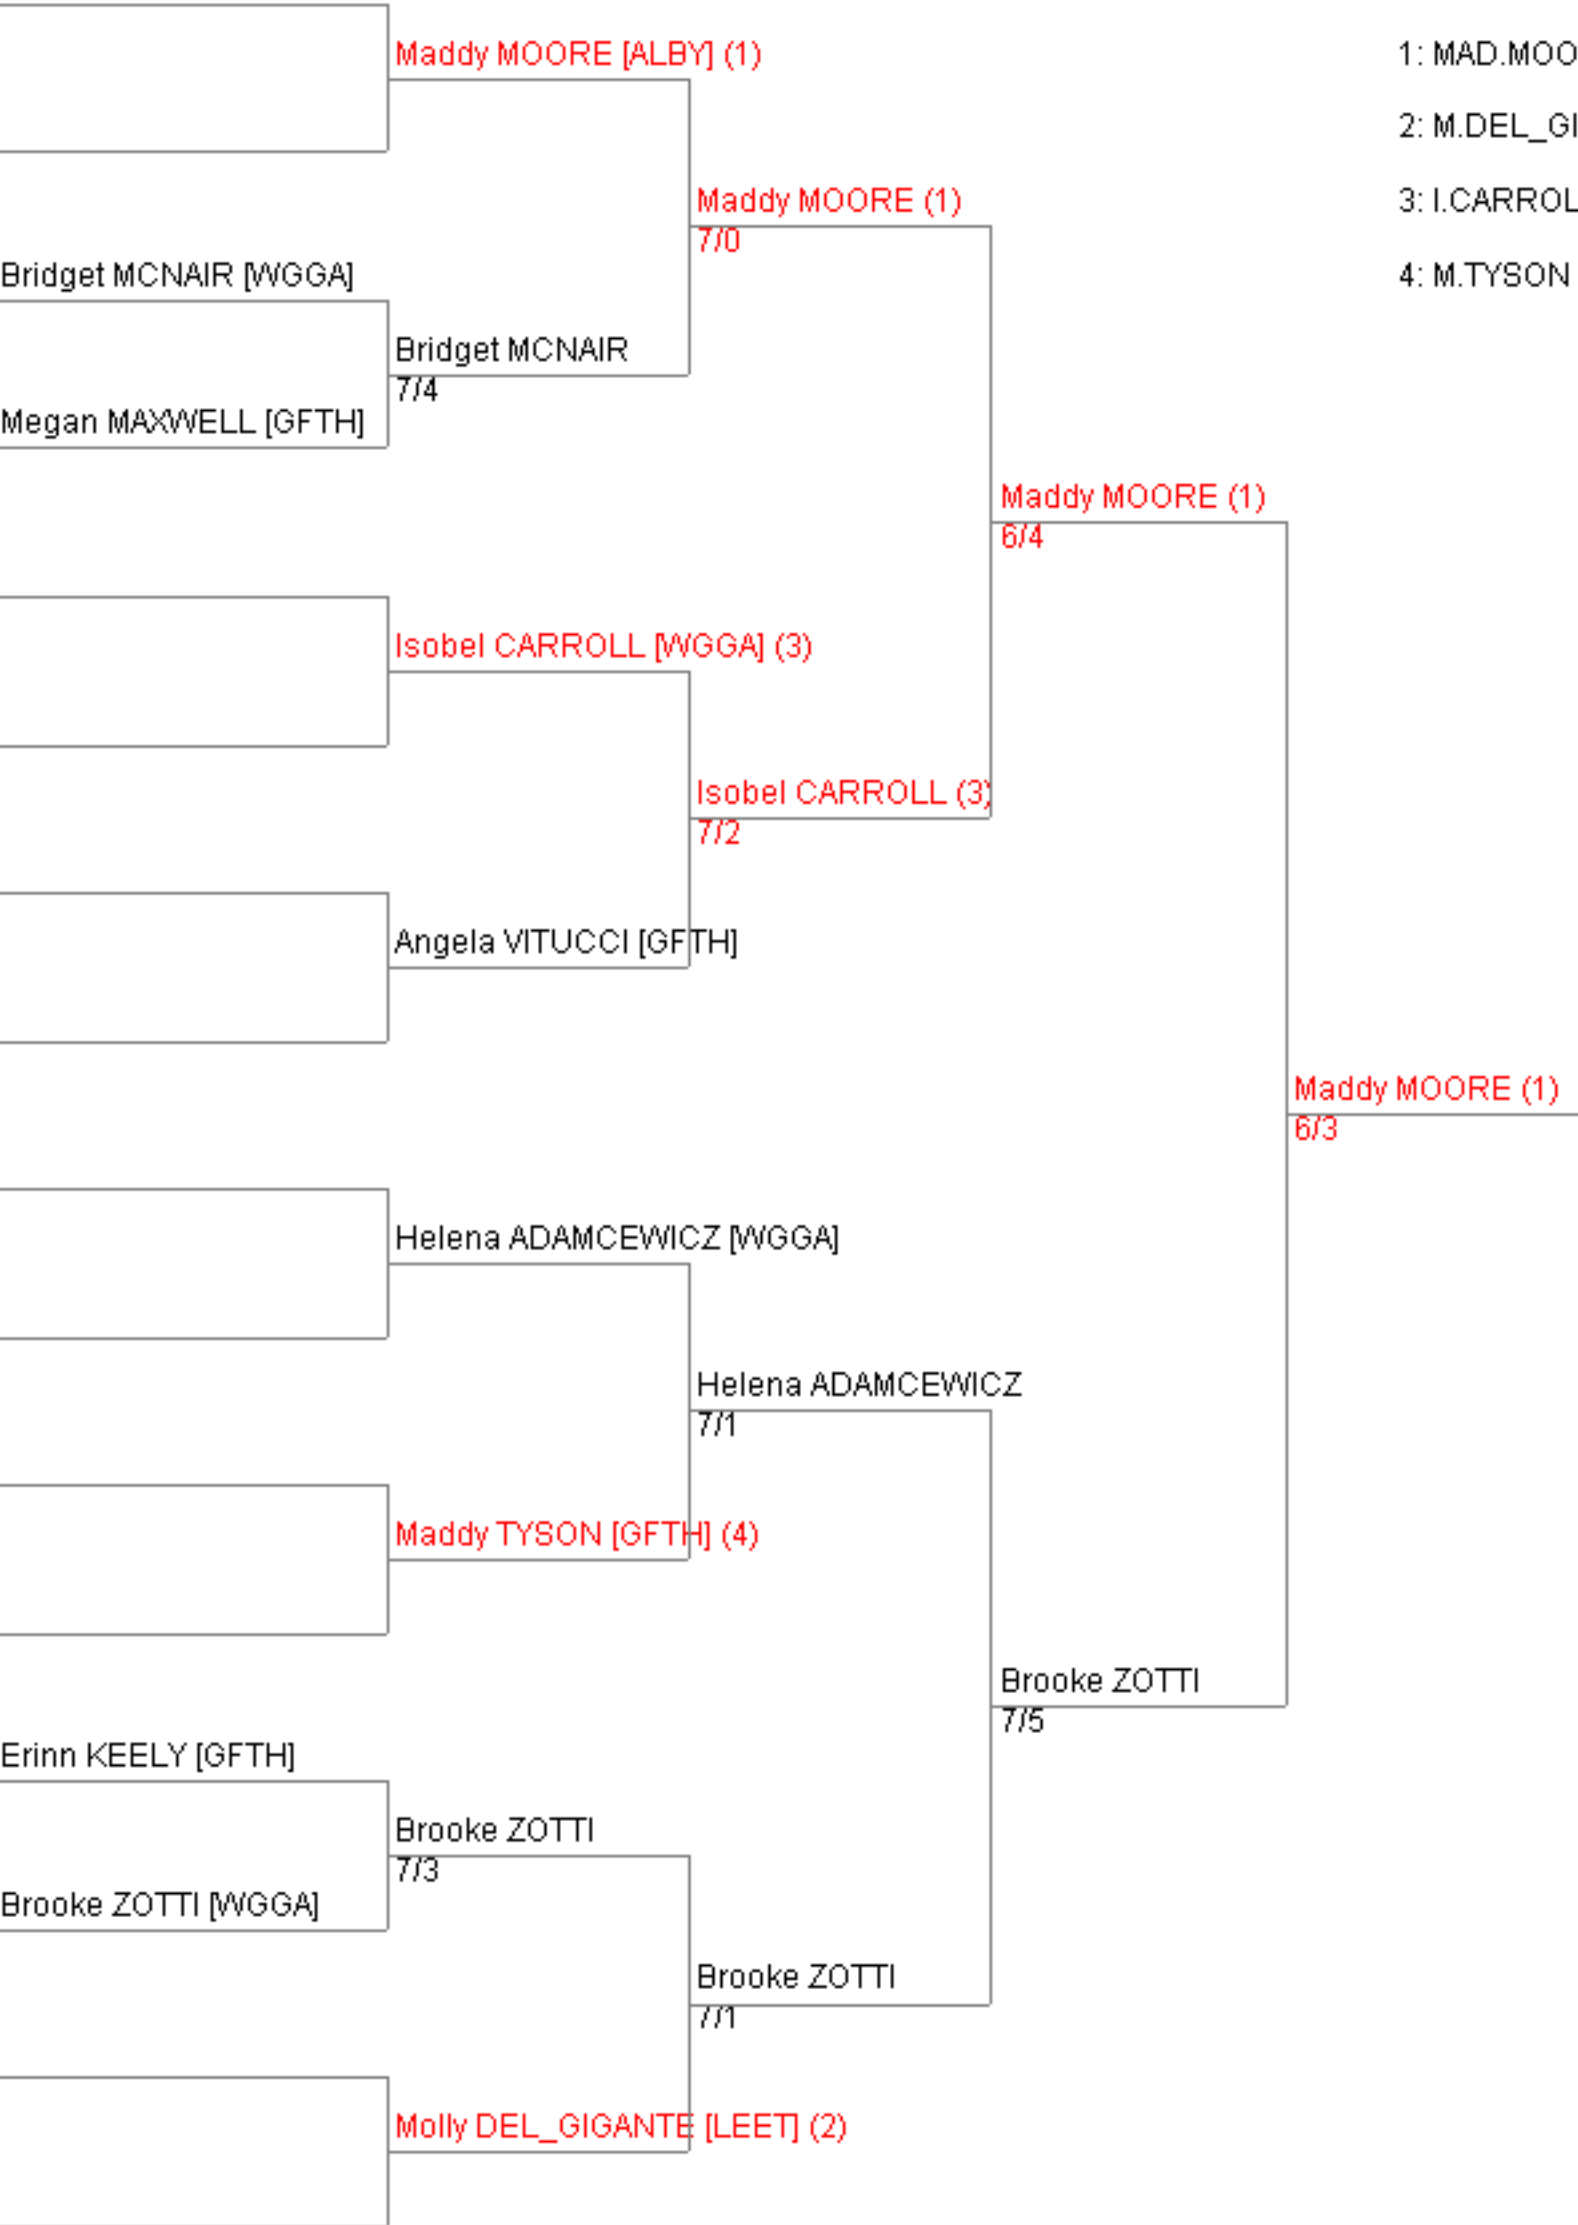 Maddy MOORE [ALBY] (1)
1: MAD.MOO
2: M.DEL_GI
Maddy MOORE (1)
7/0
3: I.CARROL
Bridget MCNAIR [WGGA]
4: M.TYSON
Bridget MCNAIR
7/4
Megan MAXWELL [GFTH]
Maddy MOORE (1)
6/4
Isobel CARROLL [WGGA] (3)
Isobel CARROLL (3)
7/2
Angela VITUCCI [GFTH]
Maddy MOORE (1)
6/3
Helena ADAMCEWICZ [WGGA]
Helena ADAMCEWICZ
7/1
Maddy TYSON [GFTH] (4)
Brooke ZOTTI
7/5
Erinn KEELY [GFTH]
Brooke ZOTTI
7/3
Brooke ZOTTI [WGGA]
Brooke ZOTTI
7/1
Molly DEL_GIGANTE [LEET] (2)